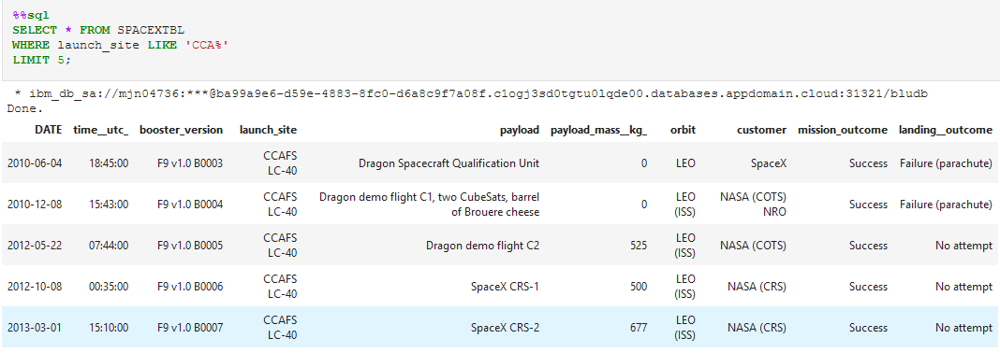 %%sql
SELECT * FROM SPACEXTBL
WHERE launch_site LIKE 'CCA%'
LIMIT 5;
* ibm_db_sa://mjn04736:***@ba99a9e6-d59e-4883-8fc0-d6a8c9f7a08f.c1ogj3sd0tgtu0lqde00.databases.appdomain.cloud:31321/bludb
Done.
DATE time__utc_ booster_version launch_site payload payload_mass__kg_ orbit customer mission_outcome landing__outcome
2010-06-04 18:45:00 F9 v1.0 B0003 CCAFS LC-40 Dragon Spacecraft Qualification Unit 0 LEO SpaceX Success Failure (parachute)
2010-12-08 15:43:00 F9 v1.0 B0004 CCAFS LC-40 Dragon demo flight C1, two CubeSats, barrel of Brouere cheese 0 LEO (ISS) NASA (COTS) NRO Success Failure (parachute)
2012-05-22 07:44:00 F9 v1.0 B0005 CCAFS LC-40 Dragon demo flight C2 525 LEO (ISS) NASA (COTS) Success No attempt
2012-10-08 00:35:00 F9 v1.0 B0006 CCAFS LC-40 SpaceX CRS-1 500 LEO (ISS) NASA (CRS) Success No attempt
2013-03-01 15:10:00 F9 v1.0 B0007 CCAFS LC-40 SpaceX CRS-2 677 LEO (ISS) NASA (CRS) Success No attempt